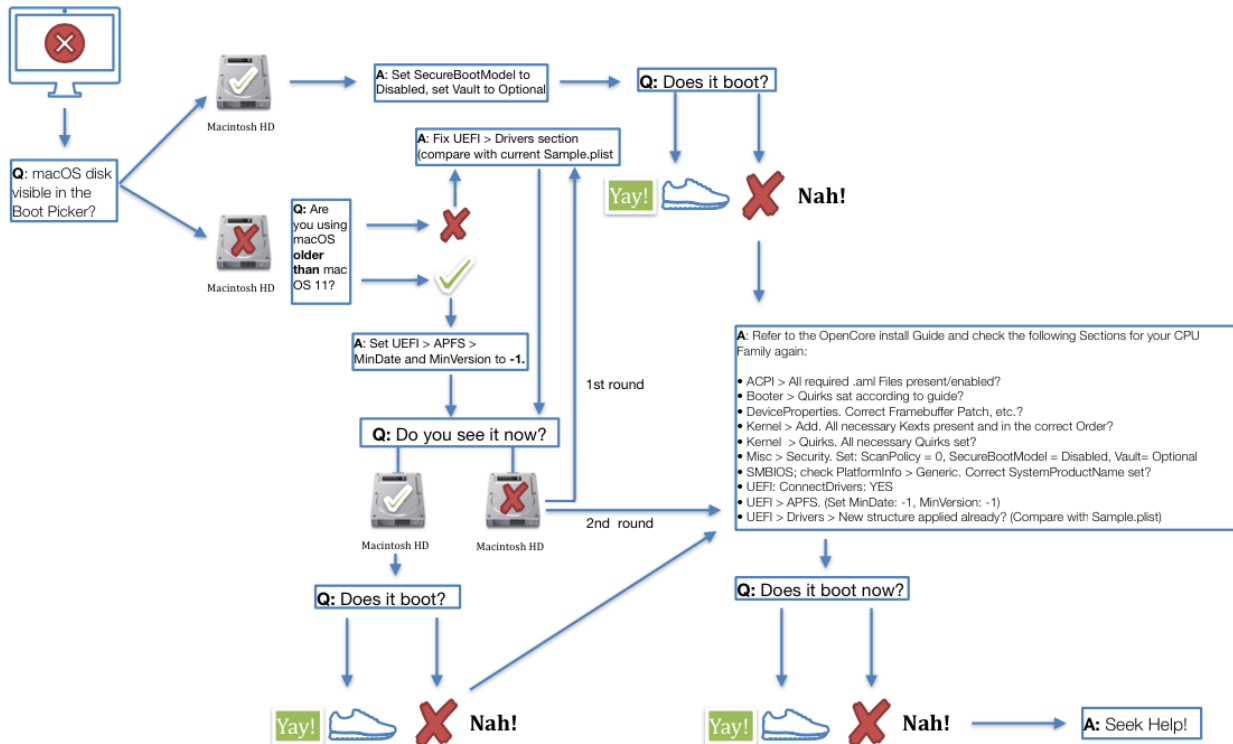 Q: macOS disk
visible in the
Boot Picker?
Macintosh HD
A: Set SecureBootModel to
Disabled, set Vault to Optional
Q: Does it boot?
Yay!
Nah!
Macintosh HD
Q: Are
you using
macOS
older
than mac
OS 11?
A: Fix UEFI > Drivers section
(compare with current Sample.plist
A: Set UEFI > APFS >
MinDate and MinVersion to -1.
1st round
Q: Do you see it now?
Macintosh HD
Macintosh HD
2nd round
Q: Does it boot?
Yay!
Nah!
A: Refer to the OpenCore install Guide and check the following Sections for your CPU
Family again:
• ACPI > All required .aml Files present/enabled?
• Booter > Quirks sat according to guide?
• DeviceProperties. Correct Framebuffer Patch, etc.?
• Kernel > Add. All necessary Kexts present and in the correct Order?
• Kernel > Quirks. All necessary Quirks set?
• Misc > Security. Set: ScanPolicy = 0, SecureBootModel = Disabled, Vault= Optional
• SMBIOS; check PlatformInfo > Generic. Correct SystemProductName set?
• UEFI: ConnectDrivers: YES
• UEFI > APFS. (Set MinDate: -1, MinVersion: -1)
• UEFI > Drivers > New structure applied already? (Compare with Sample.plist)
Q: Does it boot now?
Yay!
Nah!
A: Seek Help!